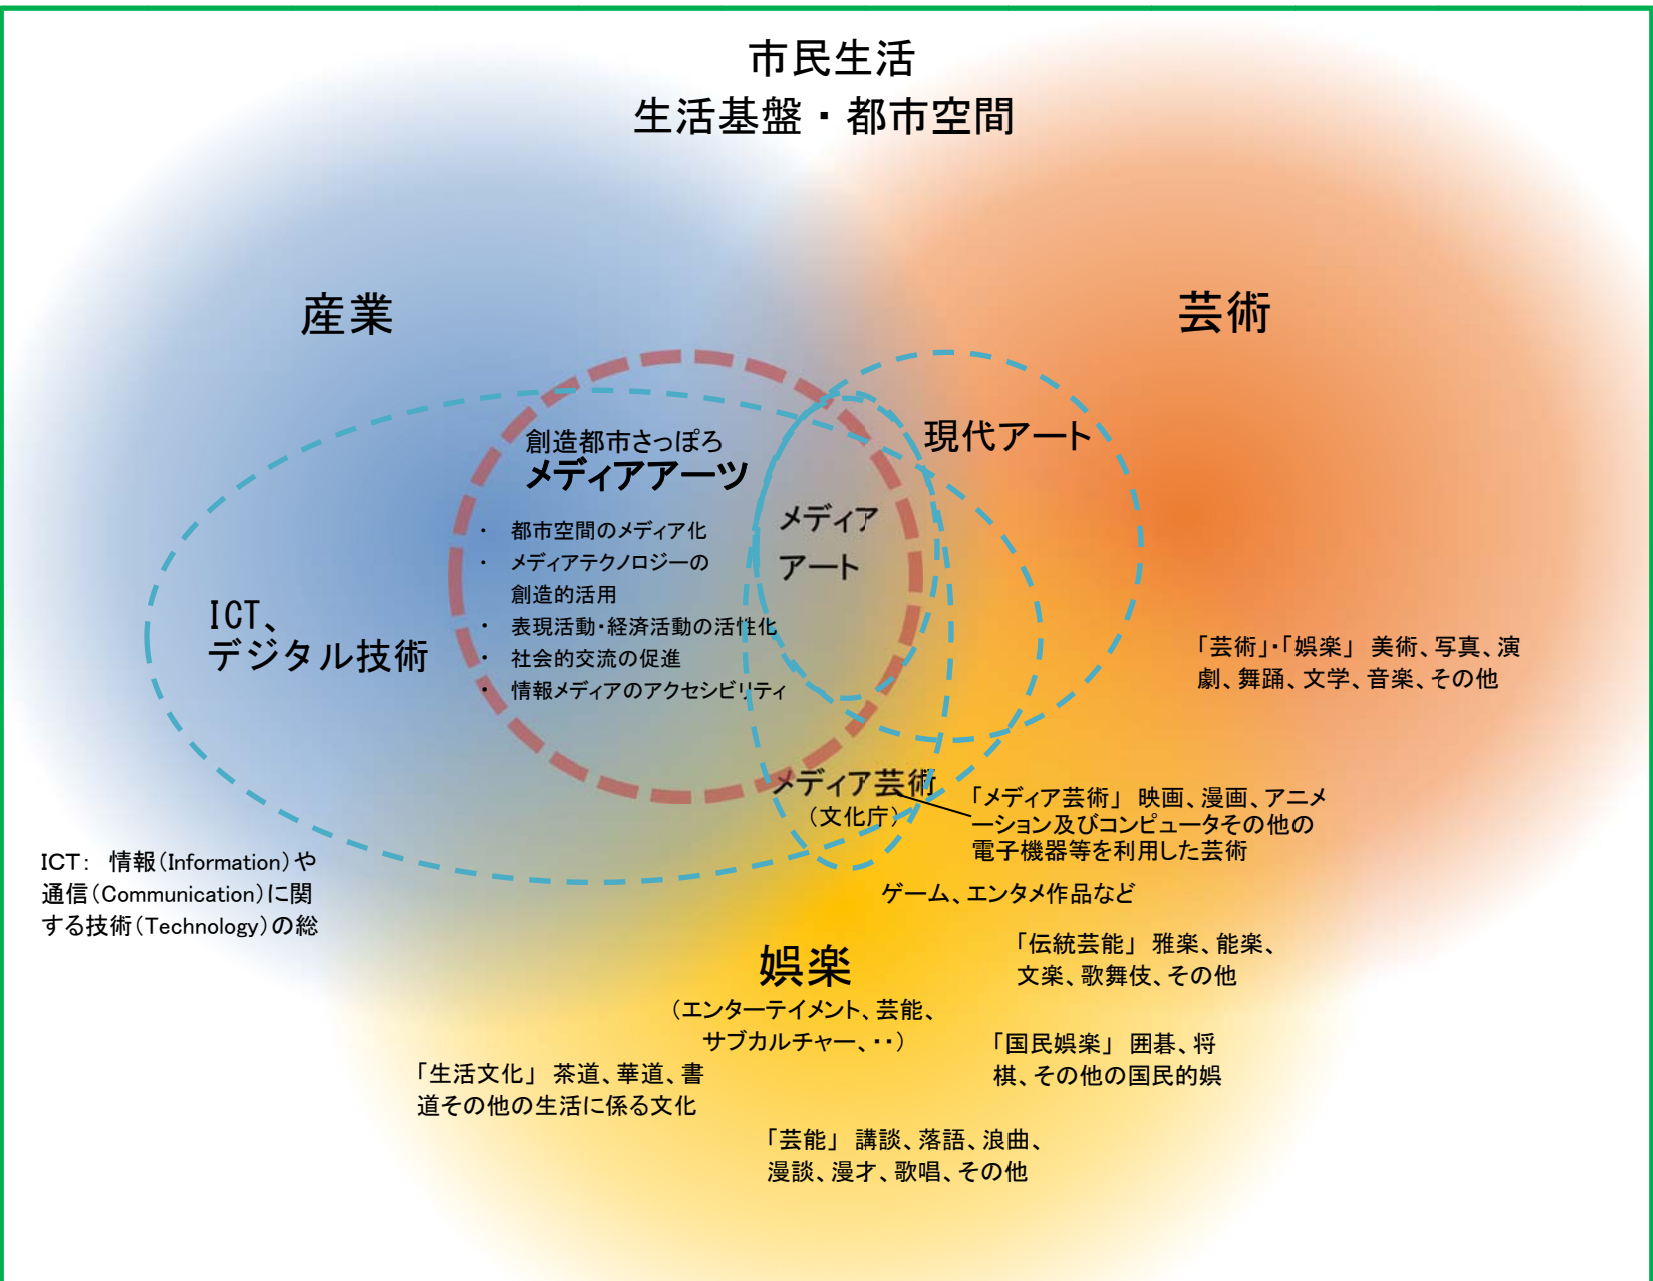 市民生活
生活基盤・都市空間
産業
芸術
創造都市さっぽろ
メディアアーツ
・ 都市空間のメディア化
・ メディアテクノロジーの
創造的活用
・ 表現活動・経済活動の活性化
・ 社会的交流の促進
・ 情報メディアのアクセシビリティ
メディア
アート
現代アート
ICT、
デジタル技術
「芸術」・「娯楽」 美術、写真、演
劇、舞踊、文学、音楽、その他
メディア芸術
（文化庁）
「メディア芸術」 映画、漫画、アニメ
ーション及びコンピュータその他の
電子機器等を利用した芸術
ICT： 情報（Information）や
通信（Communication）に関
する技術（Technology）の総
ゲーム、エンタメ作品など
「伝統芸能」 雅楽、能楽、
文楽、歌舞伎、その他
娯楽
（エンターテイメント、芸能、
サブカルチャー、・・）
「国民娯楽」 囲碁、将
棋、その他の国民的娯
「生活文化」 茶道、華道、書
道その他の生活に係る文化
「芸能」 講談、落語、浪曲、
漫談、漫才、歌唱、その他